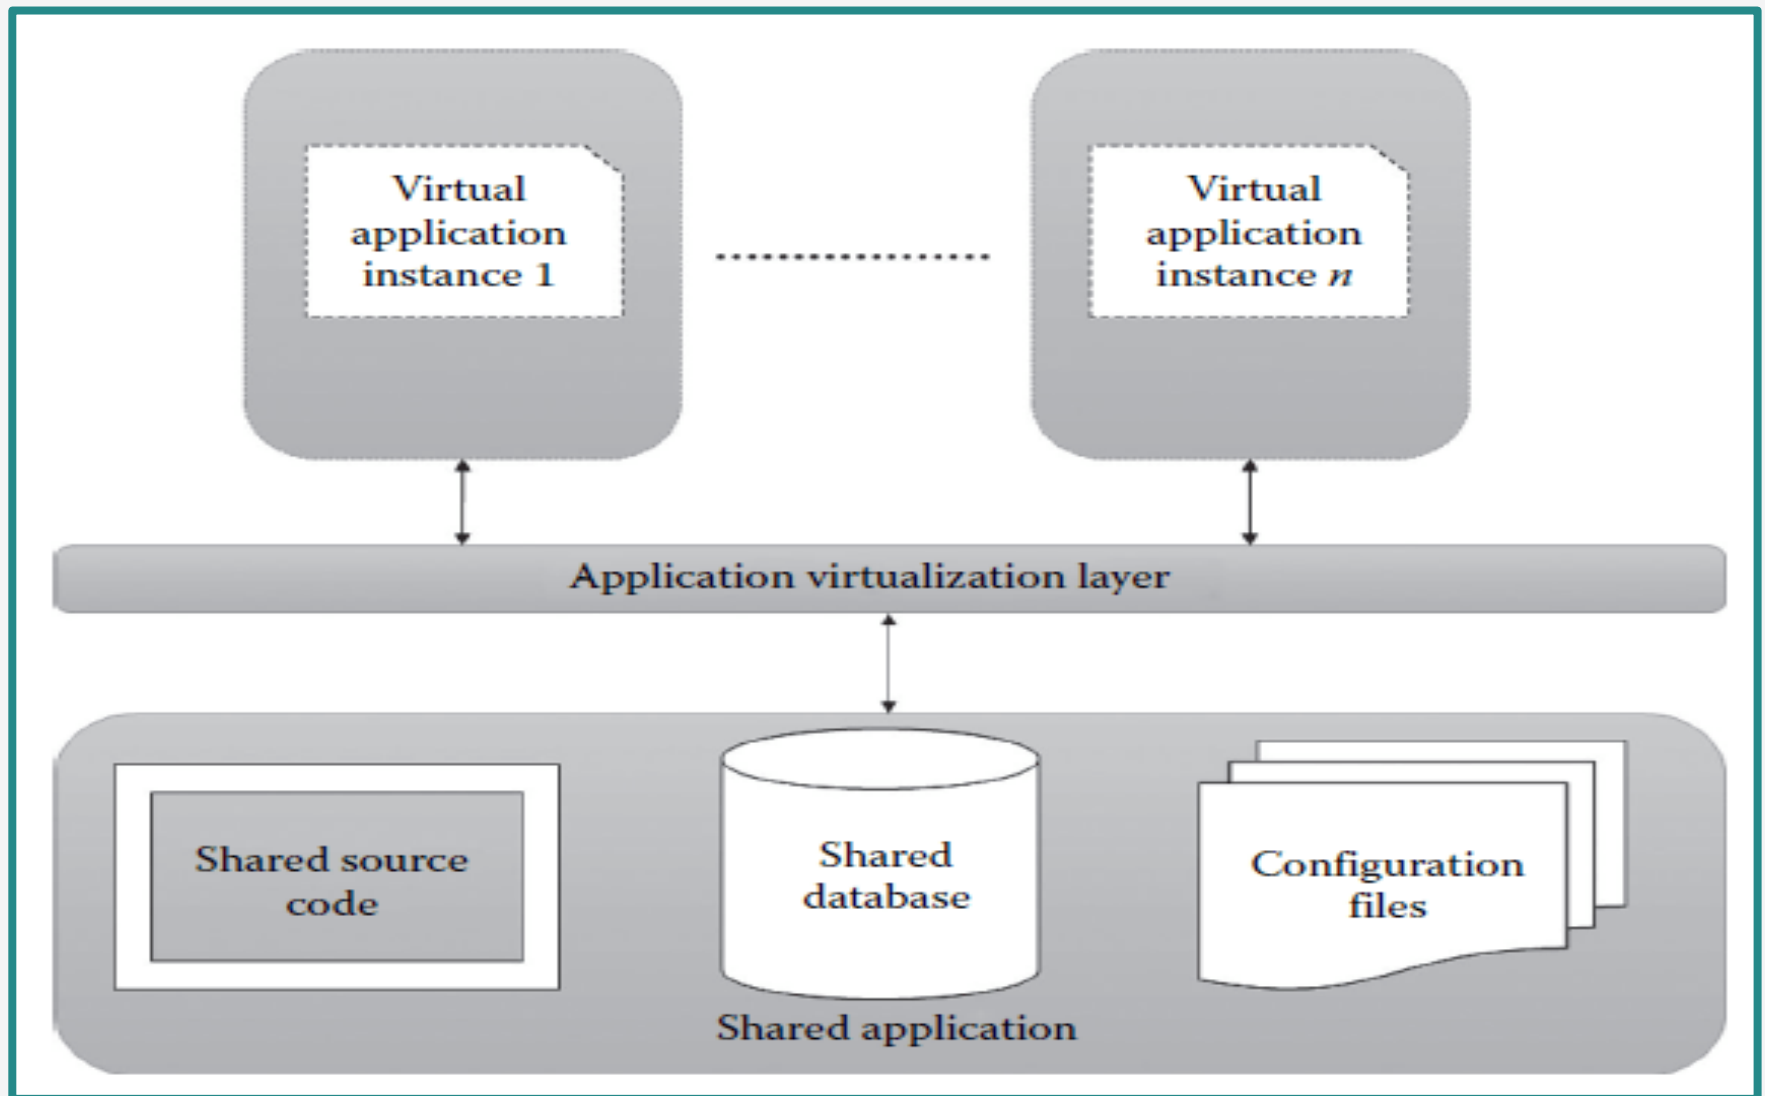 Virtual
application
instance 1
Virtual
application
instance n
Application virtualization layer
Shared source
code
Shared
database
Configuration
files
Shared application